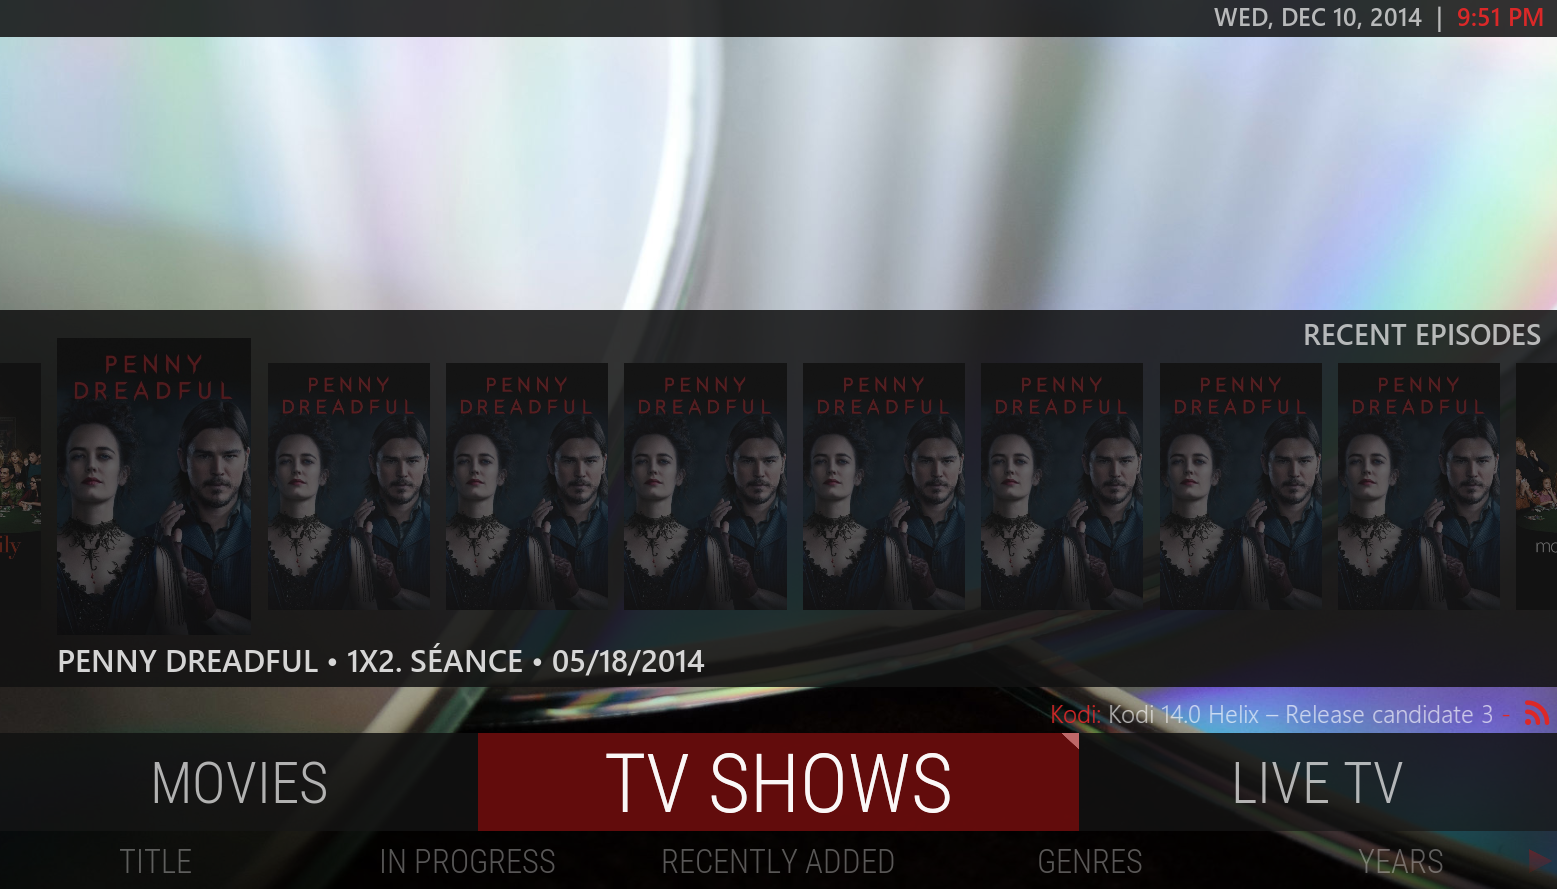 WED, DEC 10, 2014 | 9:51 PM
RECENT EPISODES
PENNY
DREADFUL
PENNY
DREADFUL
PENNY
DREADFUL
PENNY
DREADFUL
PENNY
DREADFUL
PENNY
DREADFUL
PENNY
DREADFUL
PENNY
DREADFUL
PENNY DREADFUL • 1X2. SÉANCE • 05/18/2014
Kodi: Kodi 14.0 Helix – Release candidate 3 -
MOVIES TV SHOWS LIVE TV
TITLE IN PROGRESS RECENTLY ADDED GENRES YEARS